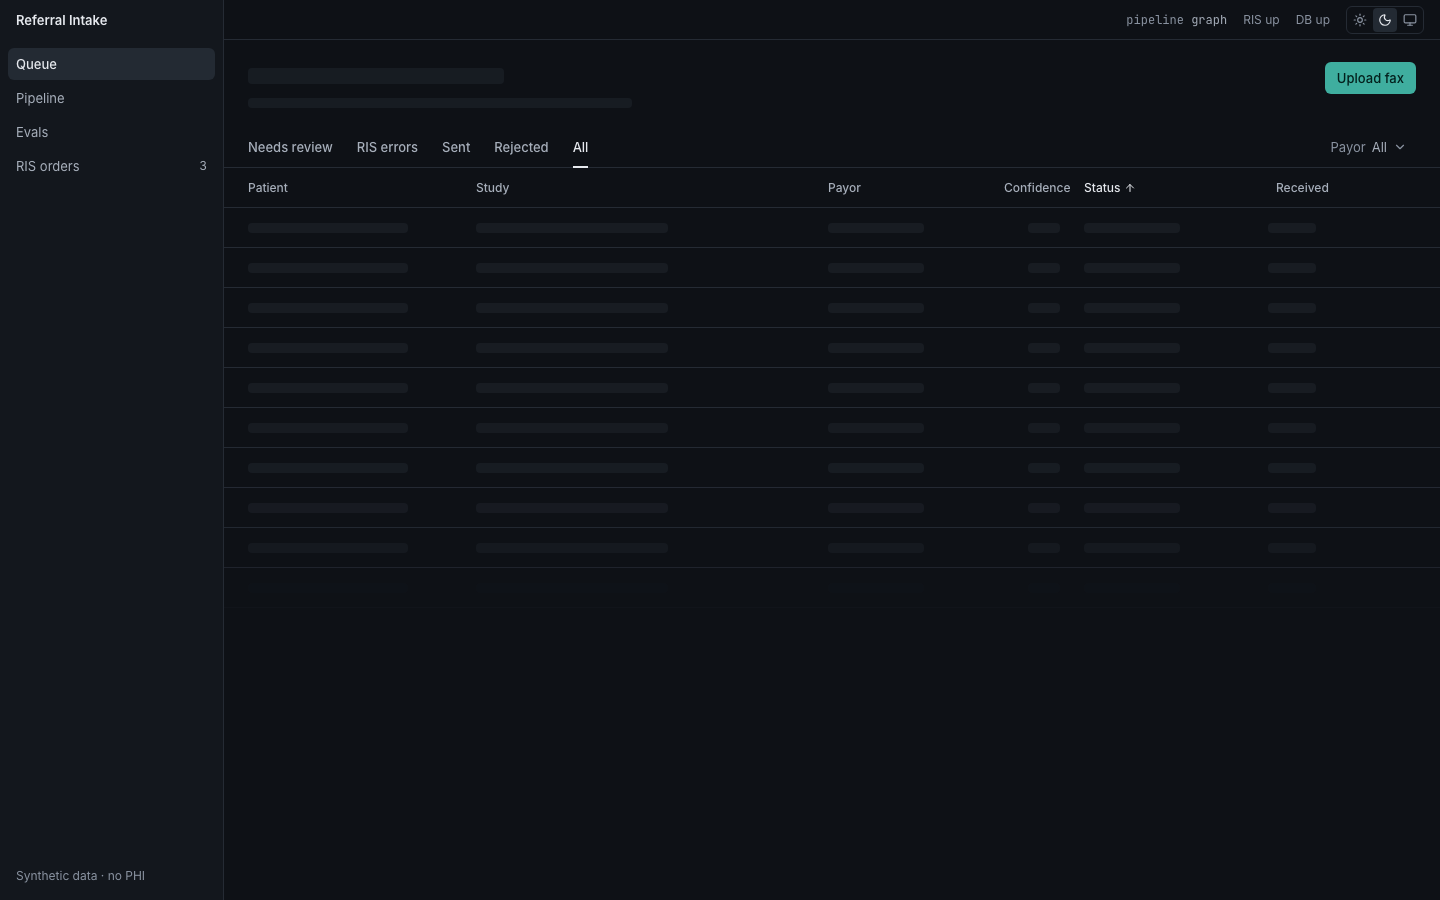 Referral Intake
pipeline graph RIS up DB up
Queue
Pipeline
Evals
RIS orders 3
Upload fax
Needs review RIS errors Sent Rejected All
Payor All
Patient Study Payor Confidence Status ↑ Received
Synthetic data · no PHI